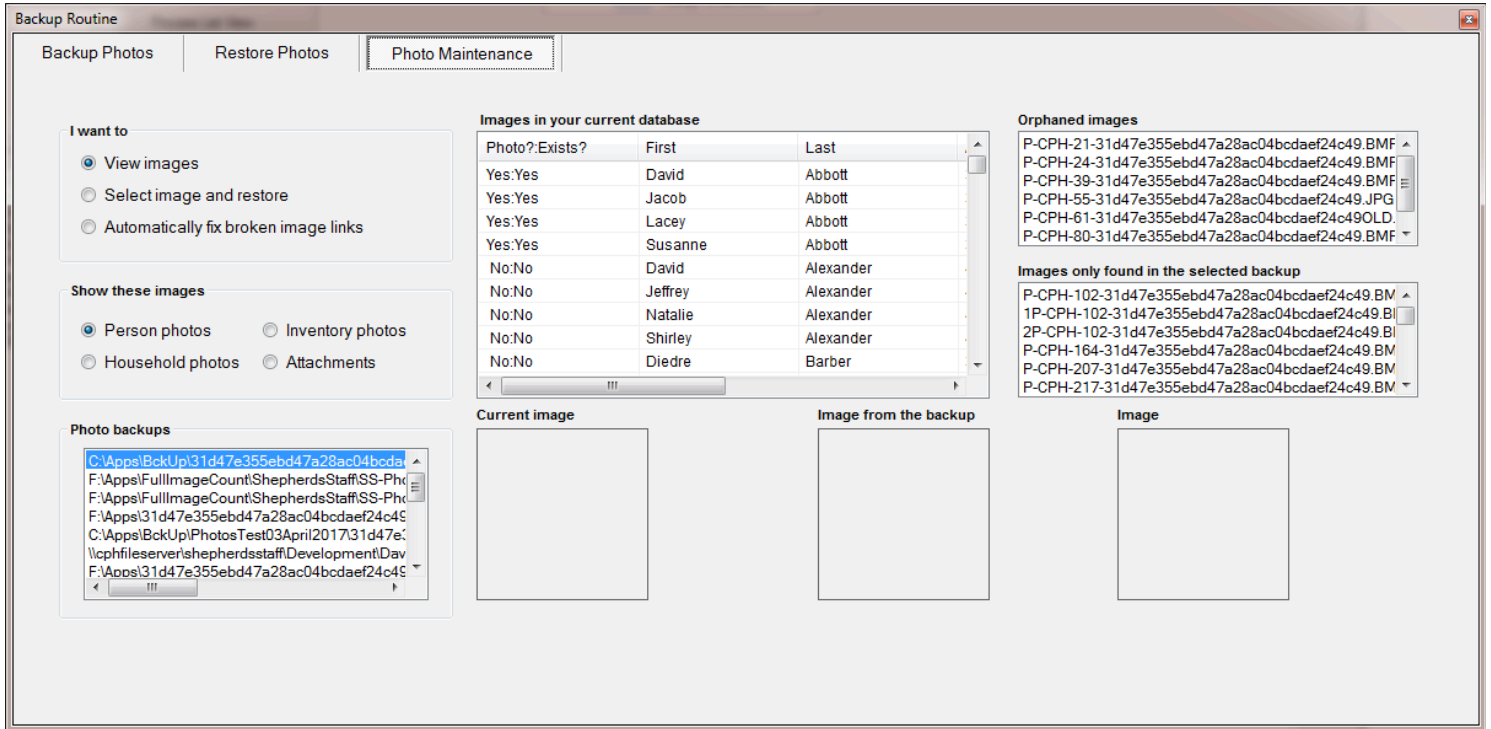 Backup Routine
Backup Photos Restore Photos Photo Maintenance
I want to
View images
Select image and restore
Automatically fix broken image links
Show these images
Person photos Inventory photos
Household photos Attachments
Photo backups
C:\Apps\BckUp\31d47e355ebd47a28ac04bcda
F:\Apps\FullImageCount\ShepherdsStaff\SS-Pho
F:\Apps\FullImageCount\ShepherdsStaff\SS-Pho
F:\Apps\31d47e355ebd47a28ac04bcdaef24c49
C:\Apps\BckUp\PhotosTest03April2017\31d47e3
\\cphfileserver\shepherdsstaff\Development\Dav
F:\Apps\31d47e355ebd47a28ac04bcdaef24c49
Images in your current database
Photo?:Exists? First Last
Yes:Yes David Abbott
Yes:Yes Jacob Abbott
Yes:Yes Lacey Abbott
Yes:Yes Susanne Abbott
No:No David Alexander
No:No Jeffrey Alexander
No:No Natalie Alexander
No:No Shirley Alexander
No:No Diedre Barber
Orphaned images
P-CPH-21-31d47e355ebd47a28ac04bcdaef24c49.BMF
P-CPH-24-31d47e355ebd47a28ac04bcdaef24c49.BMF
P-CPH-39-31d47e355ebd47a28ac04bcdaef24c49.BMF
P-CPH-55-31d47e355ebd47a28ac04bcdaef24c49.JPG
P-CPH-61-31d47e355ebd47a28ac04bcdaef24c49OLD.
P-CPH-80-31d47e355ebd47a28ac04bcdaef24c49.BMF
Images only found in the selected backup
P-CPH-102-31d47e355ebd47a28ac04bcdaef24c49.BM
1P-CPH-102-31d47e355ebd47a28ac04bcdaef24c49.BI
2P-CPH-102-31d47e355ebd47a28ac04bcdaef24c49.BI
P-CPH-164-31d47e355ebd47a28ac04bcdaef24c49.BM
P-CPH-207-31d47e355ebd47a28ac04bcdaef24c49.BM
P-CPH-217-31d47e355ebd47a28ac04bcdaef24c49.BM
Current image Image from the backup Image